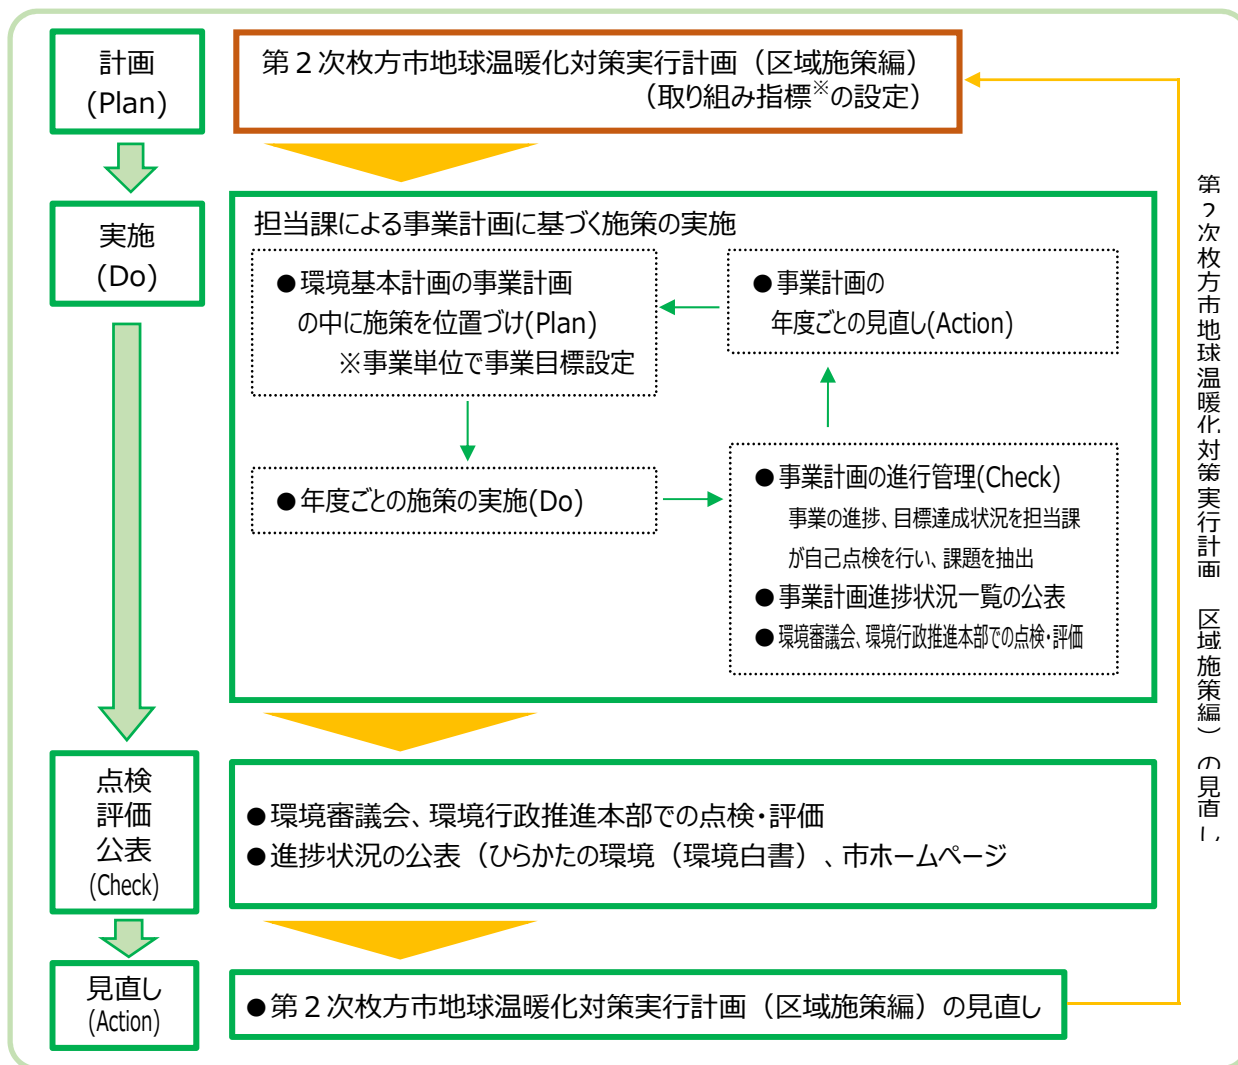 計画
(Plan)
第２次枚方市地球温暖化対策実行計画（区域施策編）
（取り組み指標※の設定）
実施
(Do)
担当課による事業計画に基づく施策の実施
●環境基本計画の事業計画
の中に施策を位置づけ(Plan)
※事業単位で事業目標設定
●事業計画の
年度ごとの見直し(Action)
●年度ごとの施策の実施(Do)
●事業計画の進行管理(Check)
事業の進捗、目標達成状況を担当課
が自己点検を行い、課題を抽出
●事業計画進捗状況一覧の公表
●環境審議会、環境行政推進本部での点検・評価
点検
評価
公表
(Check)
●環境審議会、環境行政推進本部での点検・評価
●進捗状況の公表（ひらかたの環境（環境白書）、市ホームページ
見直し
(Action)
●第２次枚方市地球温暖化対策実行計画（区域施策編）の見直し
第２次枚方市地球温暖化対策実行計画　区域施策編）の見直し